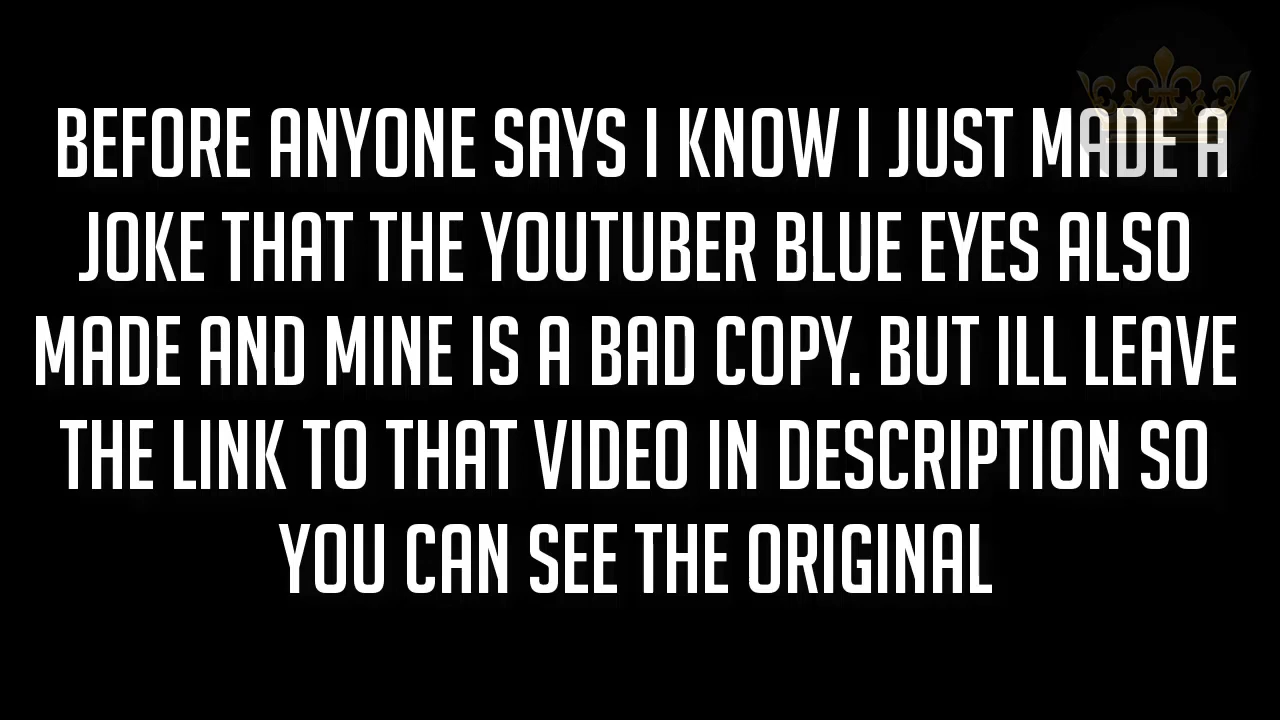 BEFORE ANYONE SAYS I KNOW I JUST MADE A
JOKE THAT THE YOUTUBER BLUE EYES ALSO
MADE AND MINE IS A BAD COPY. BUT ILL LEAVE
THE LINK TO THAT VIDEO IN DESCRIPTION SO
YOU CAN SEE THE ORIGINAL